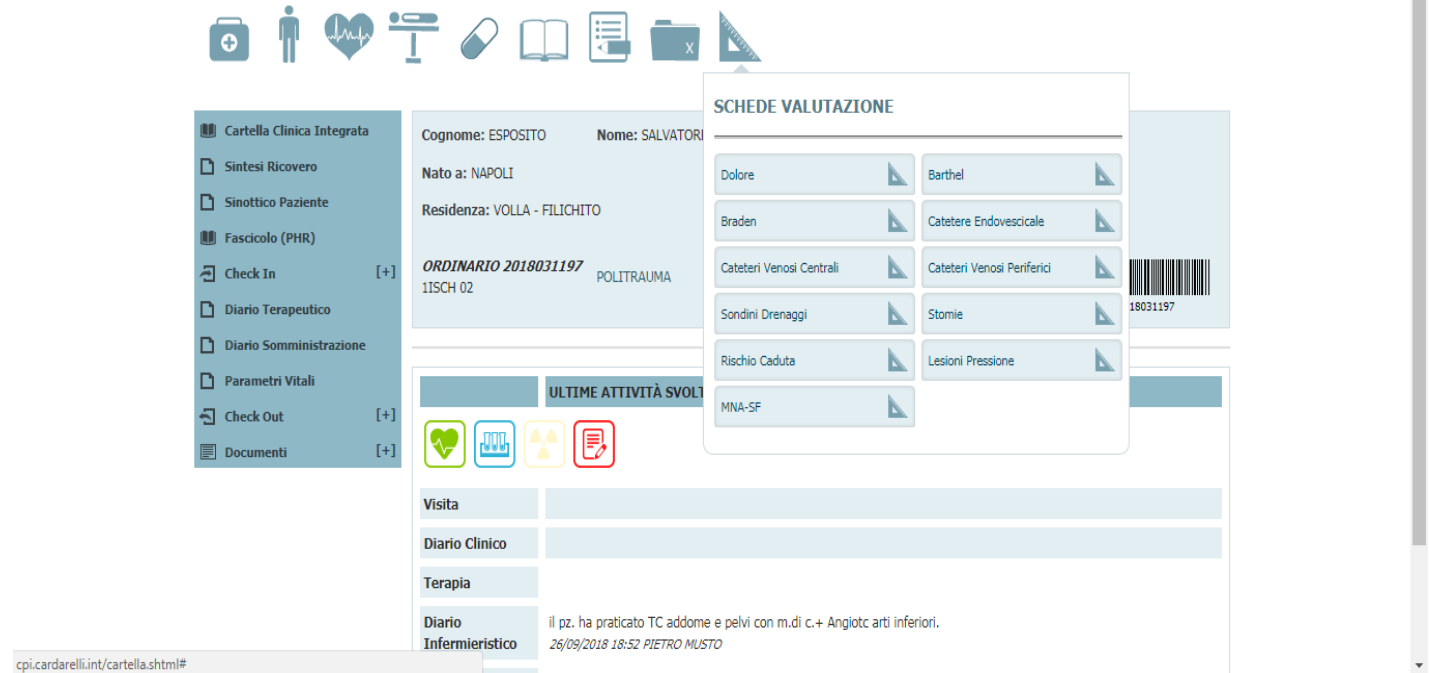 X
SCHEDE VALUTAZIONE
Dolore
Barthel
Braden
Catetere Endovescicale
Cateteri Venosi Centrali
Cateteri Venosi Periferici
Sondini Drenaggi
Stomie
Rischio Caduta
Lesioni Pressione
MNA-SF
Cartella Clinica Integrata
Sintesi Ricovero
Sinottico Paziente
Fascicolo (PHR)
Check In [+]
Diario Terapeutico
Diario Somministrazione
Parametri Vitali
Check Out [+]
Documenti [+]
Cognome: ESPOSITO Nome: SALVATORE
Nato a: NAPOLI
Residenza: VOLLA - FILICHITO
ORDINARIO 2018031197 POLITRAUMA
1ISCH 02
18031197
ULTIME ATTIVITÀ SVOLT
Visita
Diario Clinico
Terapia
Diario Infermieristico
il pz. ha praticato TC addome e pelvi con m.di c.+ Angiotc arti inferiori.
26/09/2018 18:52 PIETRO MUSTO
cpi.cardarelli.int/cartella.shtml#